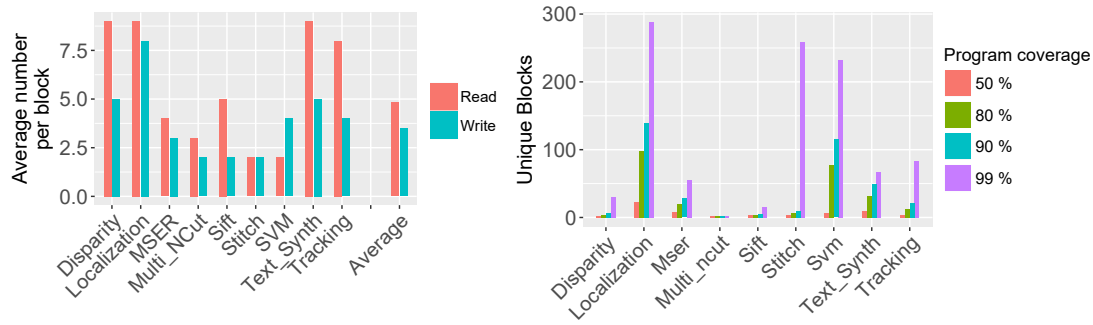 Average number
per block
7.5
5.0
2.5
0.0
Disparity
Localization
MSER
Multi_NCut
Sift
Stitch
SVM
Text_Synth
Tracking
Average
Read
Write
Unique Blocks
300
200
100
0
Disparity
Localization
Mser
Multi_ncut
Sift
Stitch
Svm
Text_Synth
Tracking
Program coverage
50 %
80 %
90 %
99 %